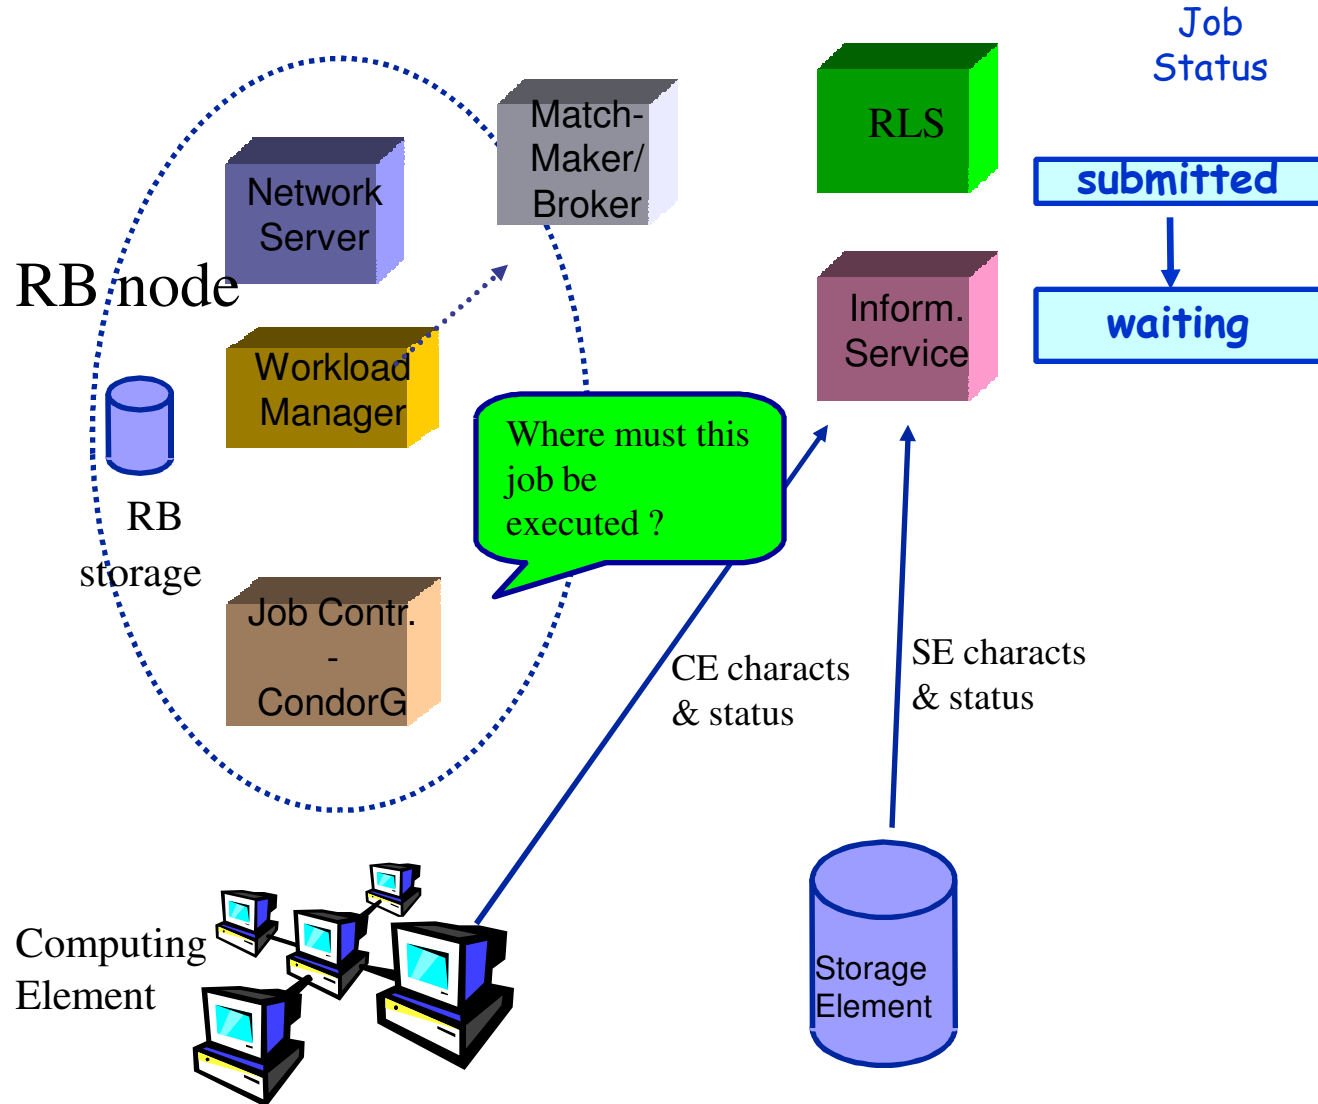 Job
Status
Match-
Maker/
Broker
RLS
submitted
Network
Server
RB node
Inform.
Service
waiting
Workload
Manager
Where must this
job be
executed ?
RB
storage
Job Contr.
-
CondorG
CE characts
& status
SE characts
& status
Computing
Element
Storage
Element